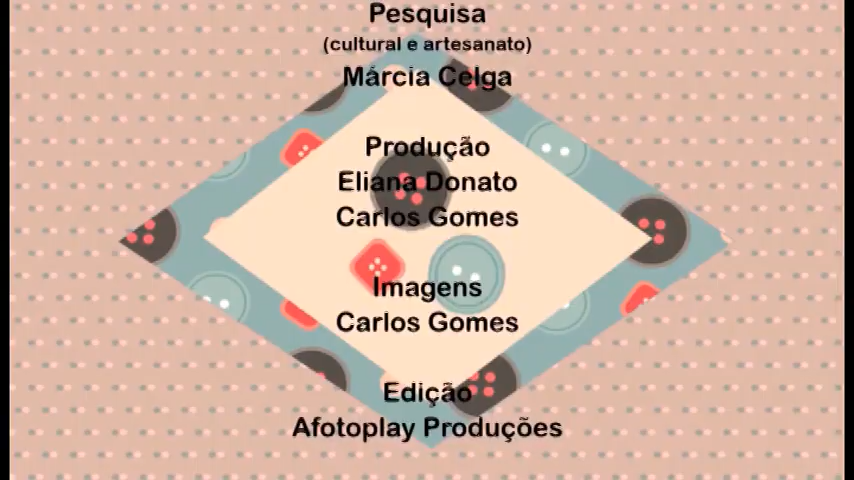 Pesquisa
(cultural e artesanato)
Márcia Celga
Produção
Eliana Donato
Carlos Gomes
Imagens
Carlos Gomes
Edição
Afotoplay Produções